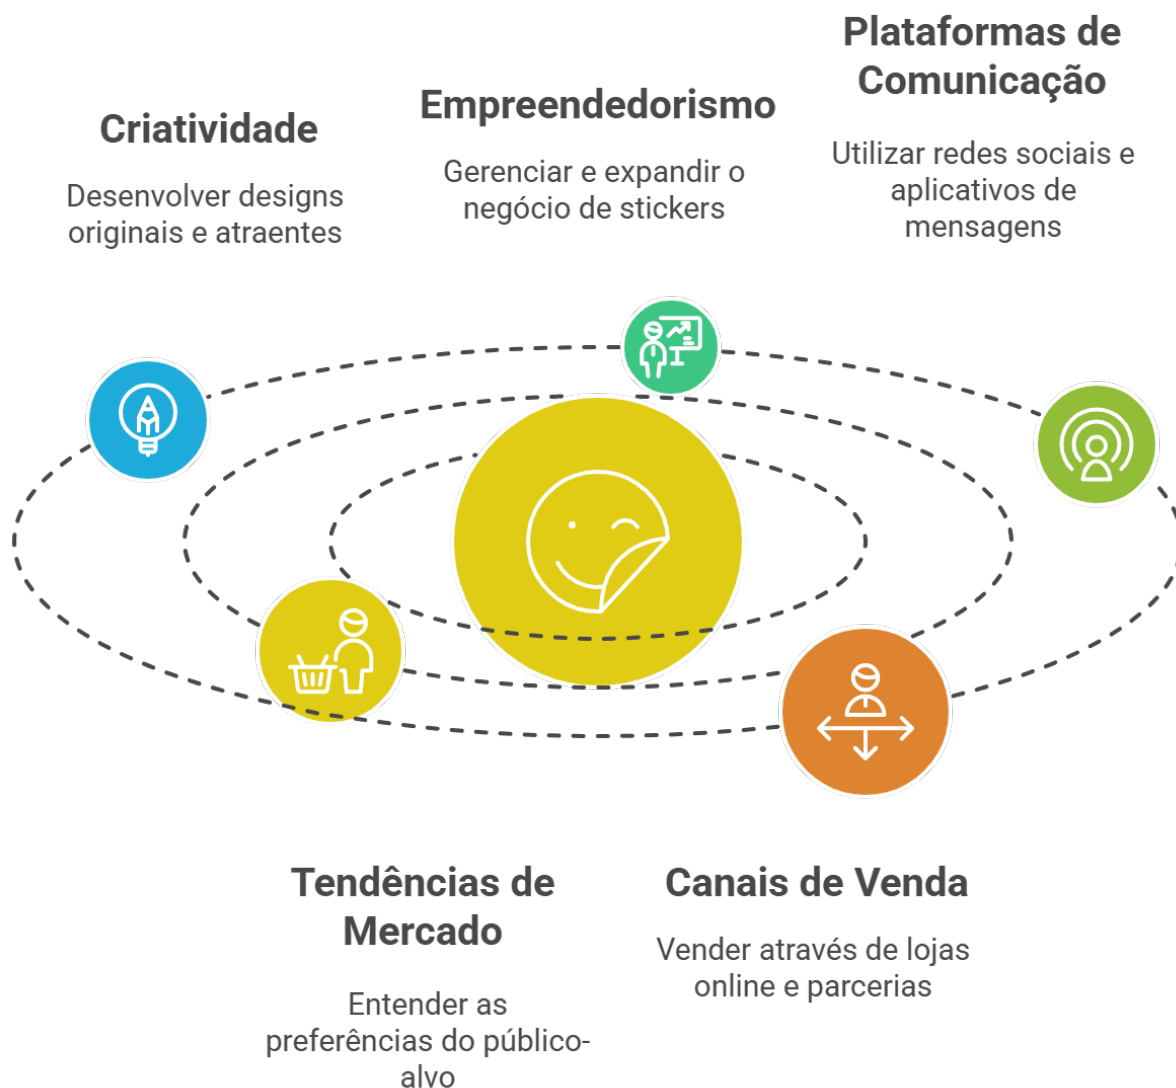 Criatividade
Desenvolver designs
originais e atraentes
Empreendedorismo
Gerenciar e expandir o
negócio de stickers
Plataformas de
Comunicação
Utilizar redes sociais e
aplicativos de
mensagens
Tendências de
Mercado
Entender as
preferências do público-
alvo
Canais de Venda
Vender através de lojas
online e parcerias